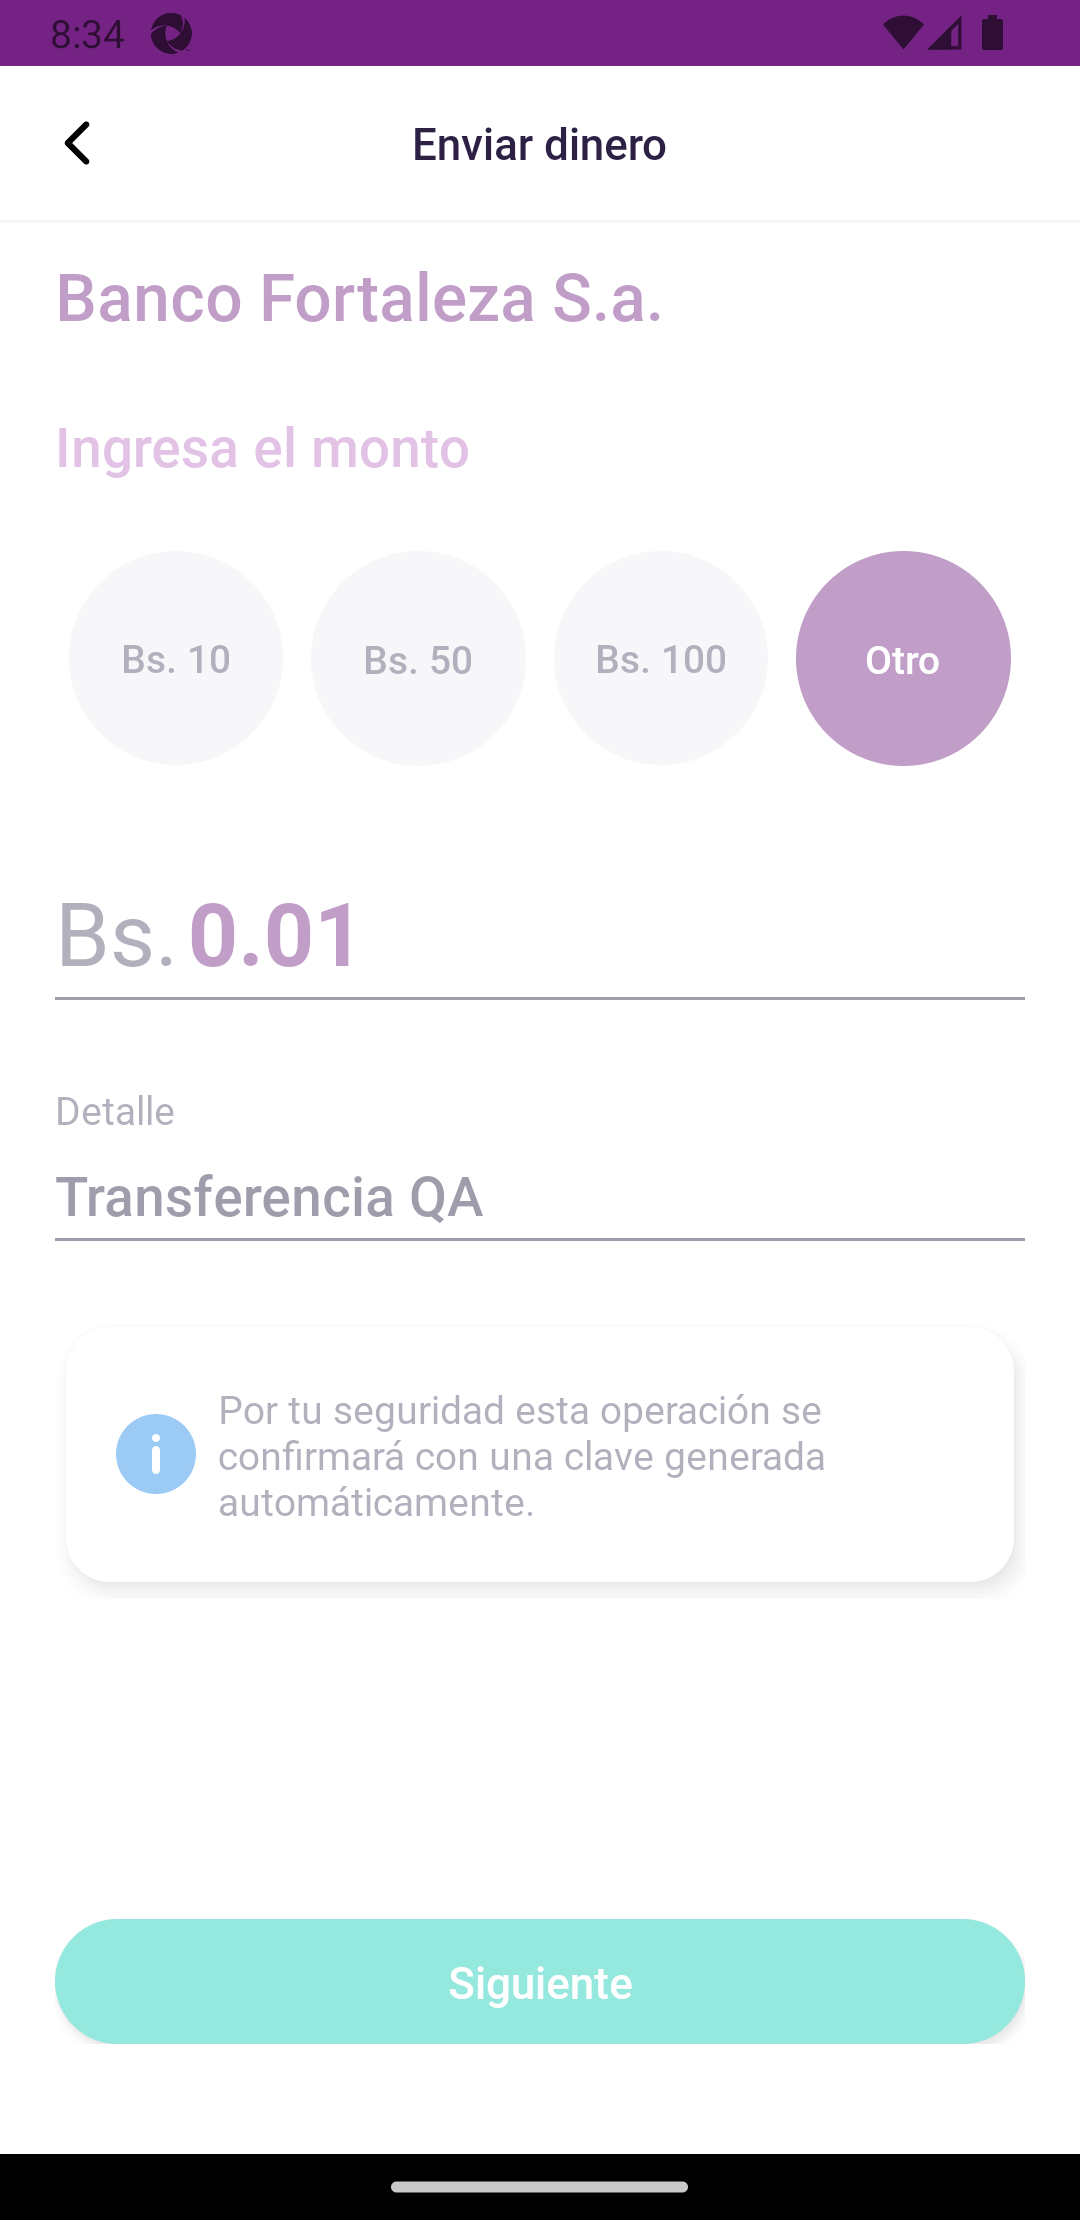 8:34
Enviar dinero
Banco Fortaleza S.a.
Ingresa el monto
Bs. 10
Bs. 50
Bs. 100
Otro
Bs. 0.01
Detalle
Transferencia QA
Por tu seguridad esta operación se
confirmará con una clave generada
automáticamente.
Siguiente